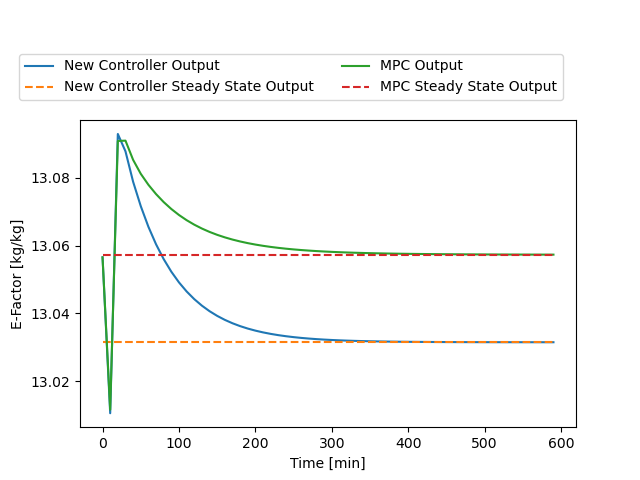 New Controller Output
New Controller Steady State Output
MPC Output
MPC Steady State Output
E-Factor [kg/kg]
13.08
13.06
13.04
13.02
0 100 200 300 400 500 600
Time [min]